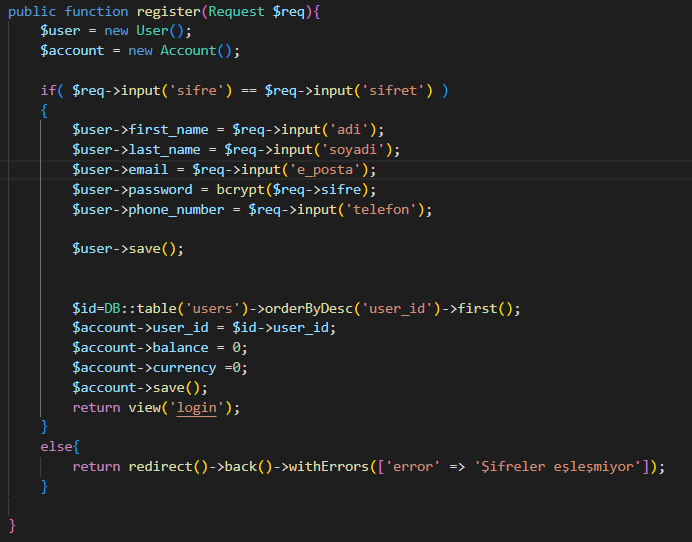 public function register(Request $req){
$user = new User();
$account = new Account();
if( $req->input('sifre') == $req->input('sifret') )
{
$user->first_name = $req->input('adi');
$user->last_name = $req->input('soyadi');
$user->email = $req->input('e_posta');
$user->password = bcrypt($req->sifre);
$user->phone_number = $req->input('telefon');
$user->save();
$id=DB::table('users')->orderByDesc('user_id')->first();
$account->user_id = $id->user_id;
$account->balance = 0;
$account->currency =0;
$account->save();
return view('login');
}
else{
return redirect()->back()->withErrors(['error' => 'Şifreler eşleşmiyor']);
}
}